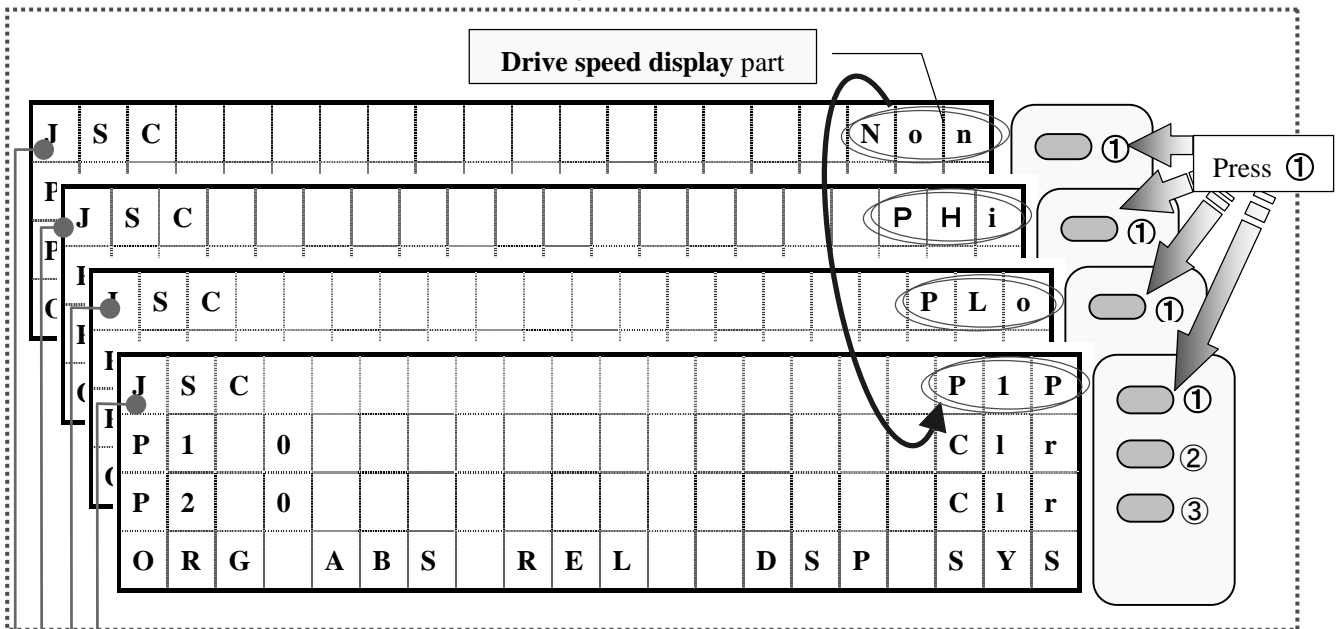 Drive speed display part
J S C N o n ①
Press ①
P
J S C P H i ①
P
J S C P L o ①
J S C P 1 P ①
P 1 0 C l r ②
P 2 0 C l r ③
O R G A B S R E L D S P S Y S